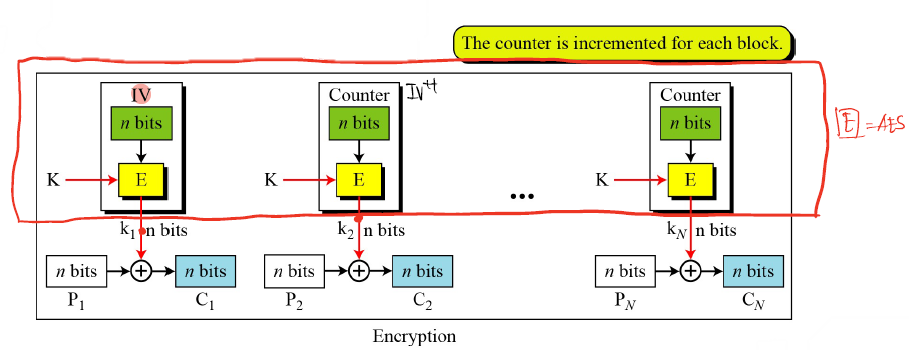 The counter is incremented for each block.
IV Counter IV+1 Counter
n bits n bits n bits
E = AES
K E K E ... K E
k1 n bits k2 n bits kN n bits
n bits n bits n bits n bits n bits n bits
P1 C1 P2 C2 PN CN
Encryption